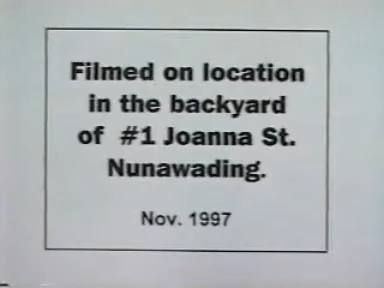 Filmed on location
in the backyard
of #1 Joanna St.
Nunawading.
Nov. 1997